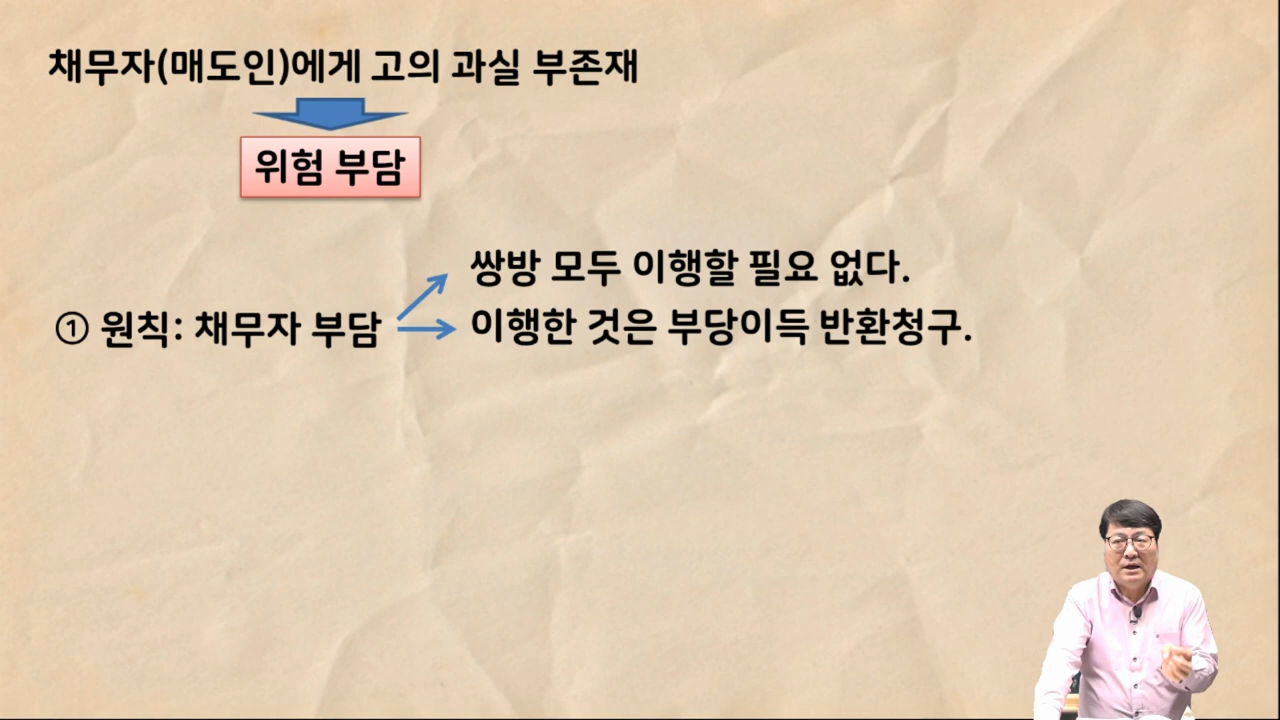 채무자(매도인)에게 고의 과실 부존재
위험 부담
쌍방 모두 이행할 필요 없다.
① 원칙: 채무자 부담
이행한 것은 부당이득 반환청구.